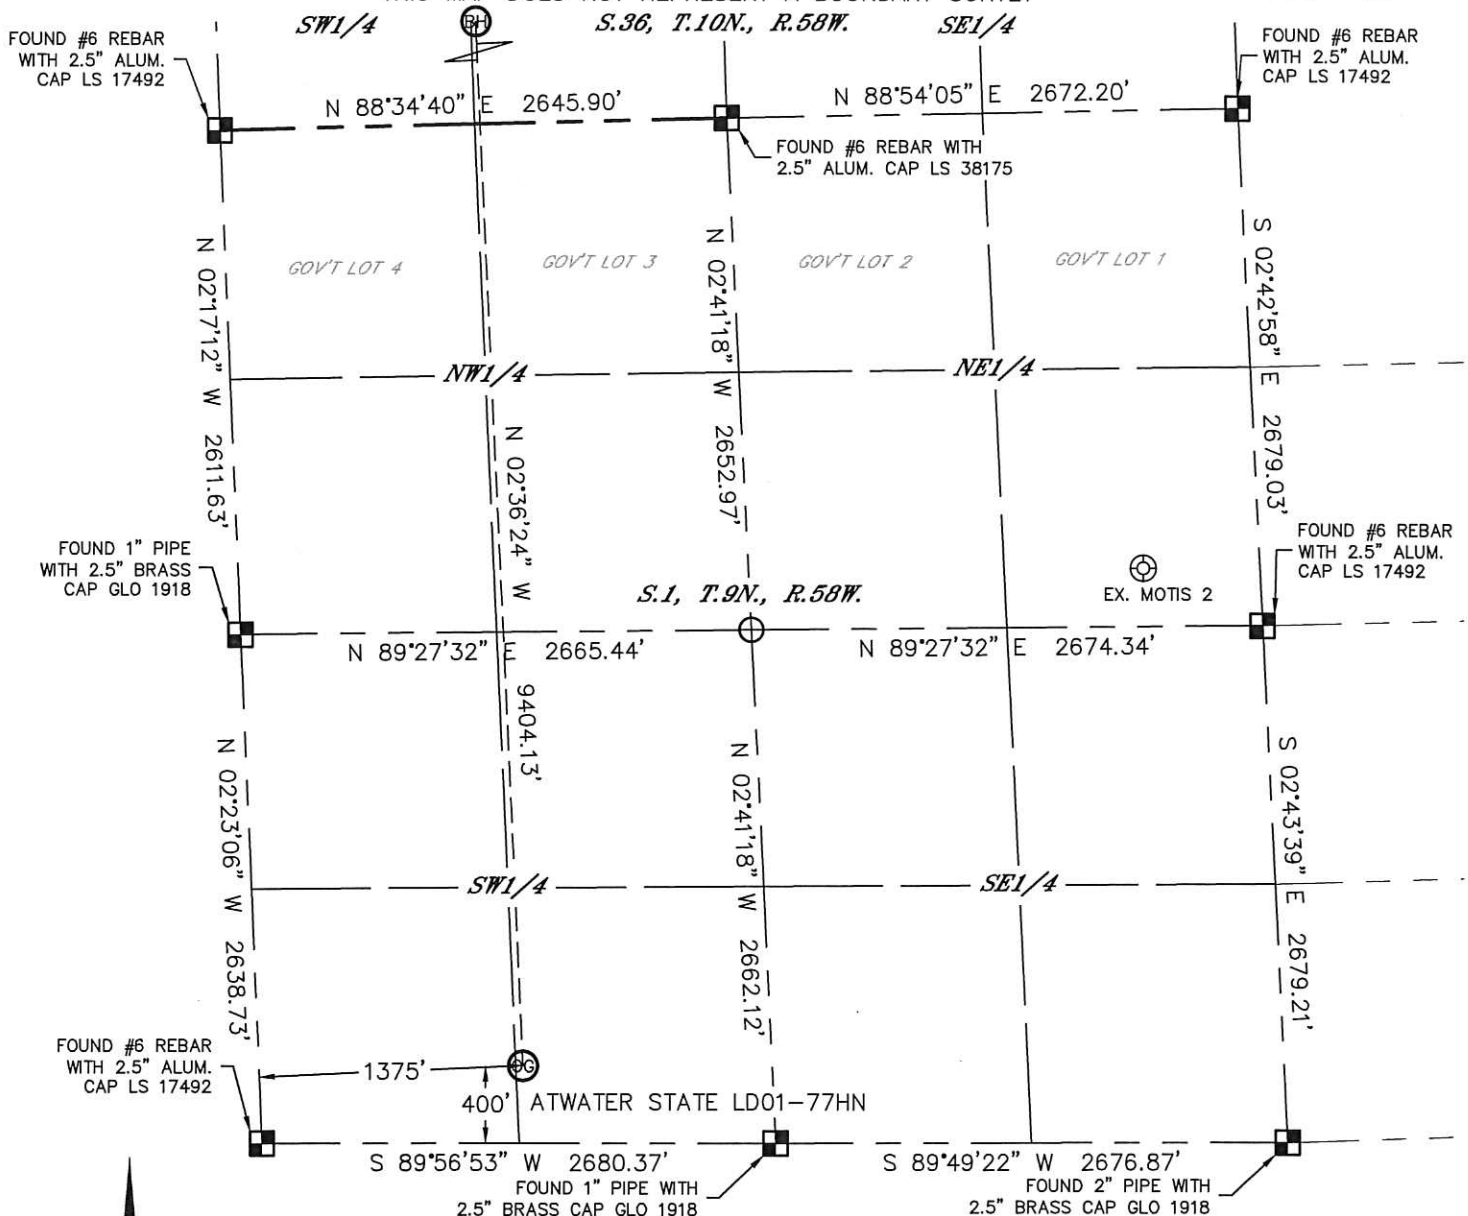 SW1/4
BH
S.36, T.10N., R.58W.
SE1/4
FOUND #6 REBAR
WITH 2.5" ALUM.
CAP LS 17492
FOUND #6 REBAR
WITH 2.5" ALUM.
CAP LS 17492
N 88°34'40" E 2645.90'
N 88°54'05" E 2672.20'
FOUND #6 REBAR WITH
2.5" ALUM. CAP LS 38175
GOV'T LOT 4
GOV'T LOT 3
GOV'T LOT 2
GOV'T LOT 1
N 02°17'12" W 2611.63'
N 02°41'18" W 2652.97'
S 02°42'58" E 2679.03'
NW1/4
NE1/4
N 02°36'24" W 9404.13'
FOUND 1" PIPE
WITH 2.5" BRASS
CAP GLO 1918
S.1, T.9N., R.58W.
EX. MOTIS 2
FOUND #6 REBAR
WITH 2.5" ALUM.
CAP LS 17492
N 89°27'32" E 2665.44'
N 89°27'32" E 2674.34'
N 02°23'06" W 2638.73'
N 02°41'18" W 2662.12'
S 02°43'39" E 2679.21'
SW1/4
SE1/4
FOUND #6 REBAR
WITH 2.5" ALUM.
CAP LS 17492
1375'
OG
400'
ATWATER STATE LD01-77HN
S 89°56'53" W 2680.37'
S 89°49'22" W 2676.87'
FOUND 1" PIPE WITH
2.5" BRASS CAP GLO 1918
FOUND 2" PIPE WITH
2.5" BRASS CAP GLO 1918